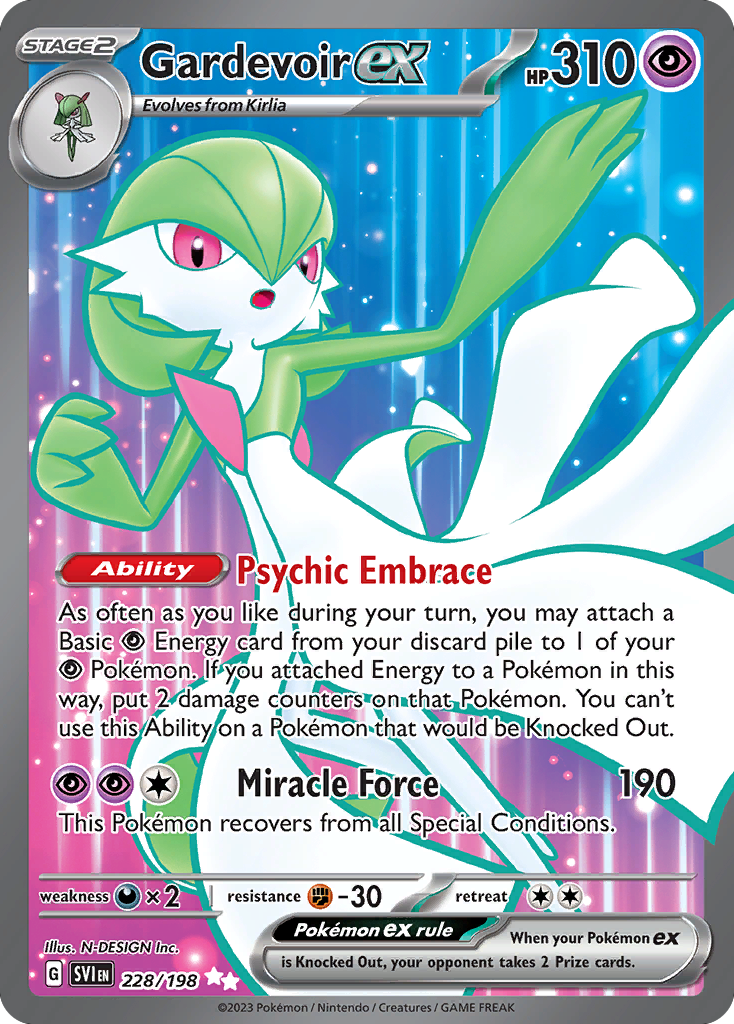 STAGE2
Gardevoir ex HP310
Evolves from Kirlia
Ability Psychic Embrace
As often as you like during your turn, you may attach a
Basic Energy card from your discard pile to 1 of your
Pokémon. If you attached Energy to a Pokémon in this
way, put 2 damage counters on that Pokémon. You can't
use this Ability on a Pokémon that would be Knocked Out.
Miracle Force 190
This Pokémon recovers from all Special Conditions.
weakness ×2 resistance -30 retreat
Pokémon ex rule When your Pokémon ex
is Knocked Out, your opponent takes 2 Prize cards.
Illus. N-DESIGN Inc.
G SVI EN 228/198
©2023 Pokémon / Nintendo / Creatures / GAME FREAK